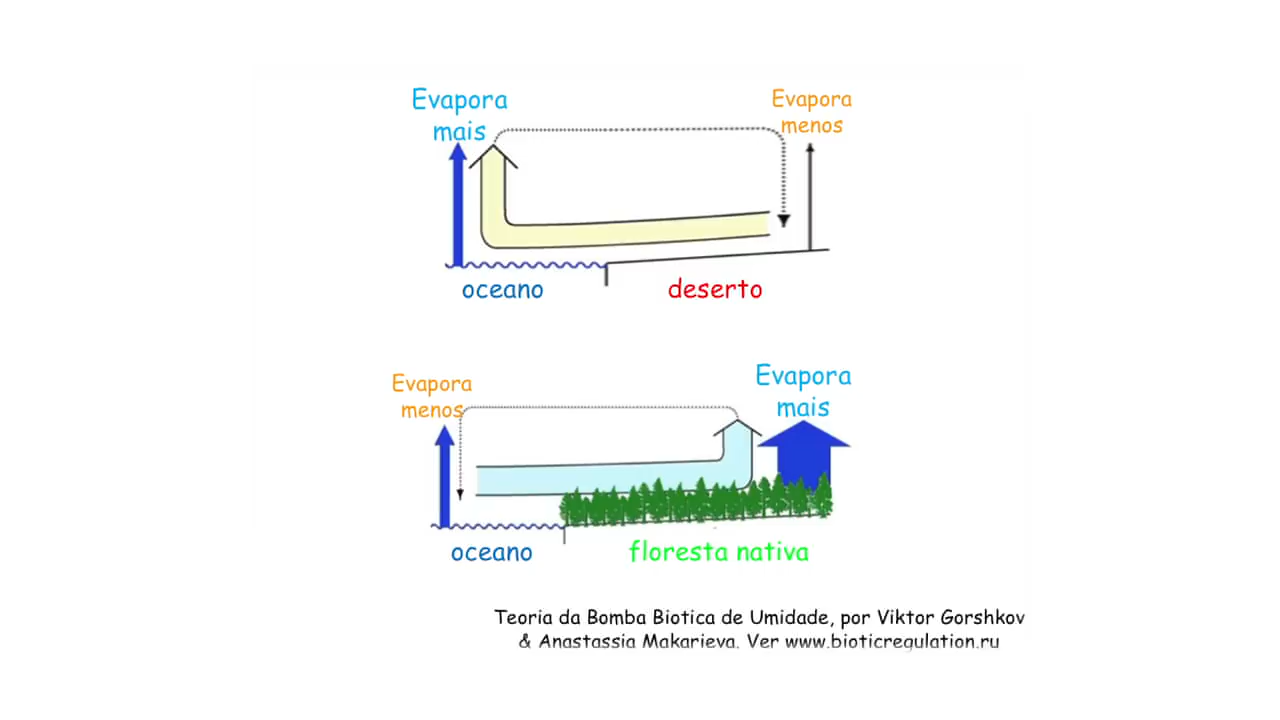 Evapora
mais
Evapora
menos
oceano
deserto
Evapora
menos
Evapora
mais
oceano
floresta nativa
Teoria da Bomba Biotica de Umidade, por Viktor Gorshkov
& Anastassia Makarieva. Ver www.bioticregulation.ru